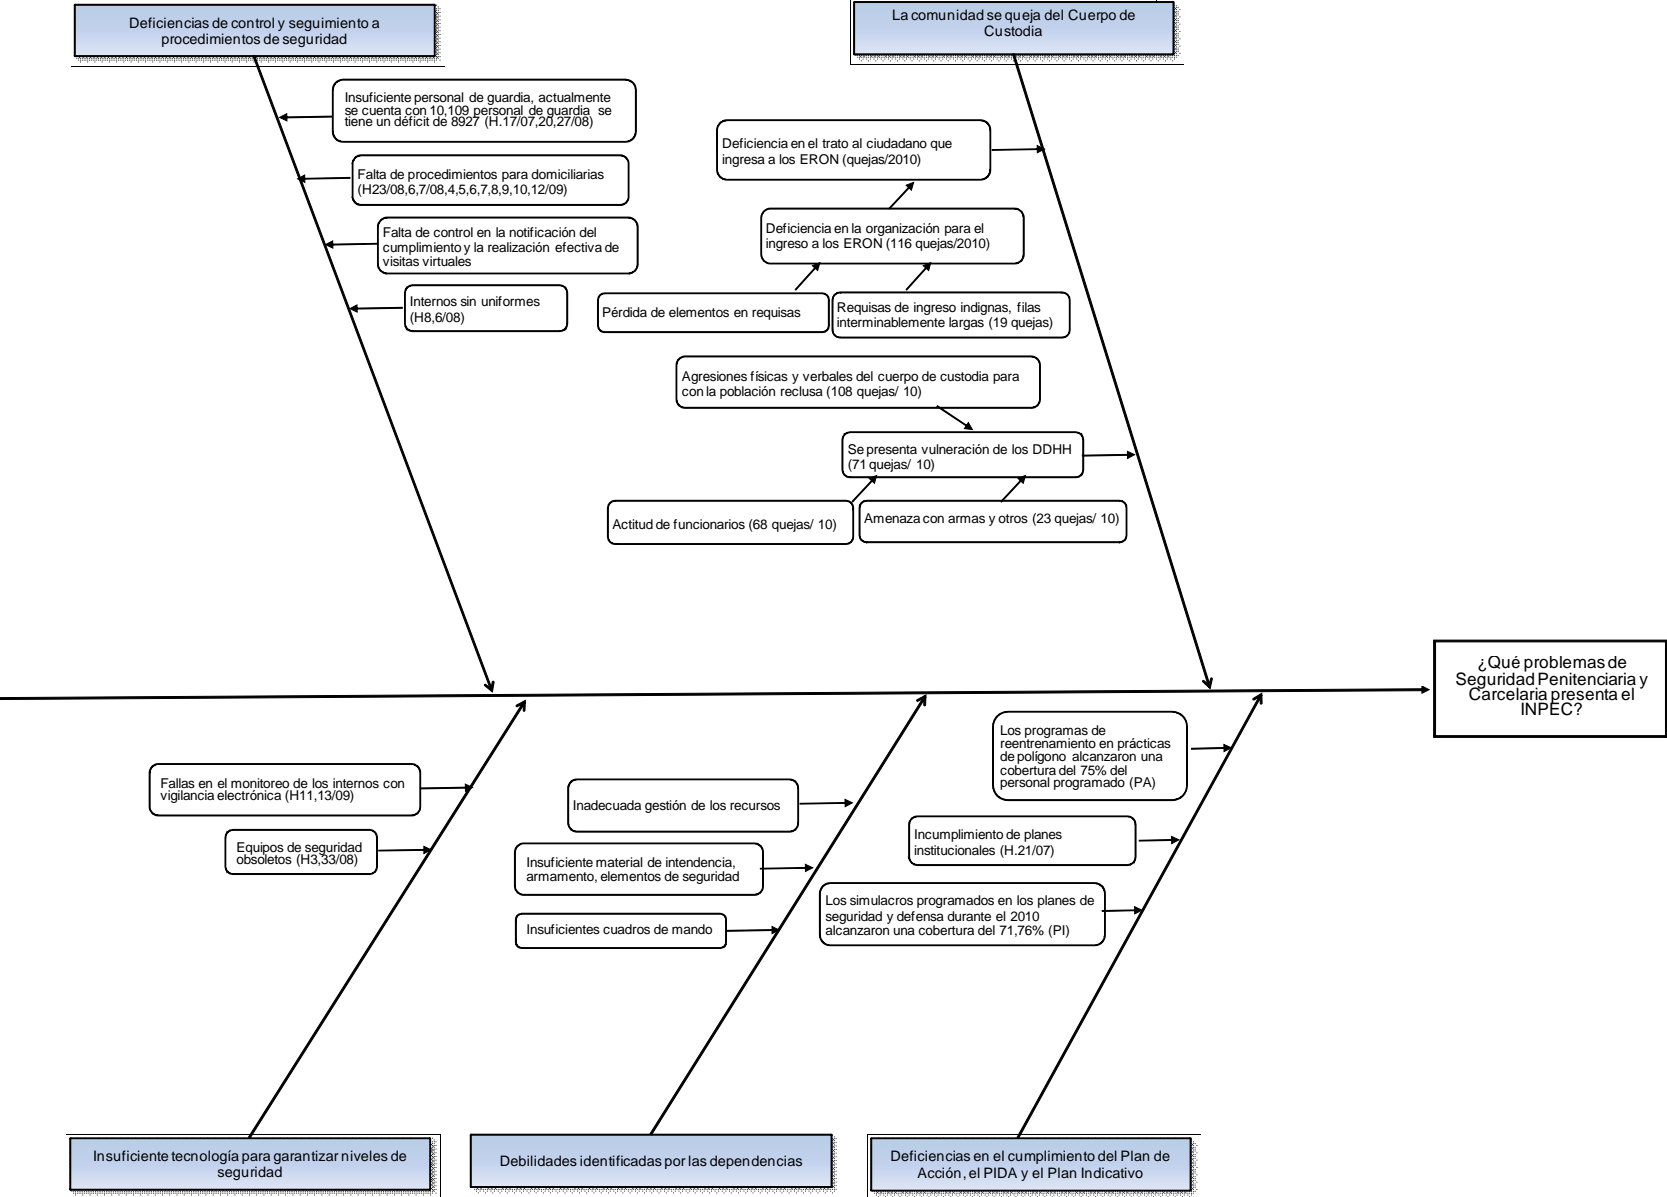 Deficiencias de control y seguimiento a
procedimientos de seguridad
Insuficiente personal de guardia, actualmente
se cuenta con 10,109 personal de guardia se
tiene un déficit de 8927 (H.17/07,20,27/08)
Falta de procedimientos para domiciliarias
(H23/08,6,7/08,4,5,6,7,8,9,10,12/09)
Falta de control en la notificación del
cumplimiento y la realización efectiva de
visitas virtuales
Internos sin uniformes
(H8,6/08)
La comunidad se queja del Cuerpo de
Custodia
Deficiencia en el trato al ciudadano que
ingresa a los ERON (quejas/2010)
Deficiencia en la organización para el
ingreso a los ERON (116 quejas/2010)
Pérdida de elementos en requisas
Requisas de ingreso indignas, filas
interminablemente largas (19 quejas)
Agresiones físicas y verbales del cuerpo de custodia para
con la población reclusa (108 quejas/ 10)
Se presenta vulneración de los DDHH
(71 quejas/ 10)
Actitud de funcionarios (68 quejas/ 10)
Amenaza con armas y otros (23 quejas/ 10)
¿Qué problemas de
Seguridad Penitenciaria y
Carcelaria presenta el
INPEC?
Fallas en el monitoreo de los internos con
vigilancia electrónica (H11,13/09)
Equipos de seguridad
obsoletos (H3,33/08)
Insuficiente tecnología para garantizar niveles de
seguridad
Inadecuada gestión de los recursos
Insuficiente material de intendencia,
armamento, elementos de seguridad
Insuficientes cuadros de mando
Debilidades identificadas por las dependencias
Los programas de
reentrenamiento en prácticas
de polígono alcanzaron una
cobertura del 75% del
personal programado (PA)
Incumplimiento de planes
institucionales (H.21/07)
Los simulacros programados en los planes de
seguridad y defensa durante el 2010
alcanzaron una cobertura del 71,76% (PI)
Deficiencias en el cumplimiento del Plan de
Acción, el PIDA y el Plan Indicativo